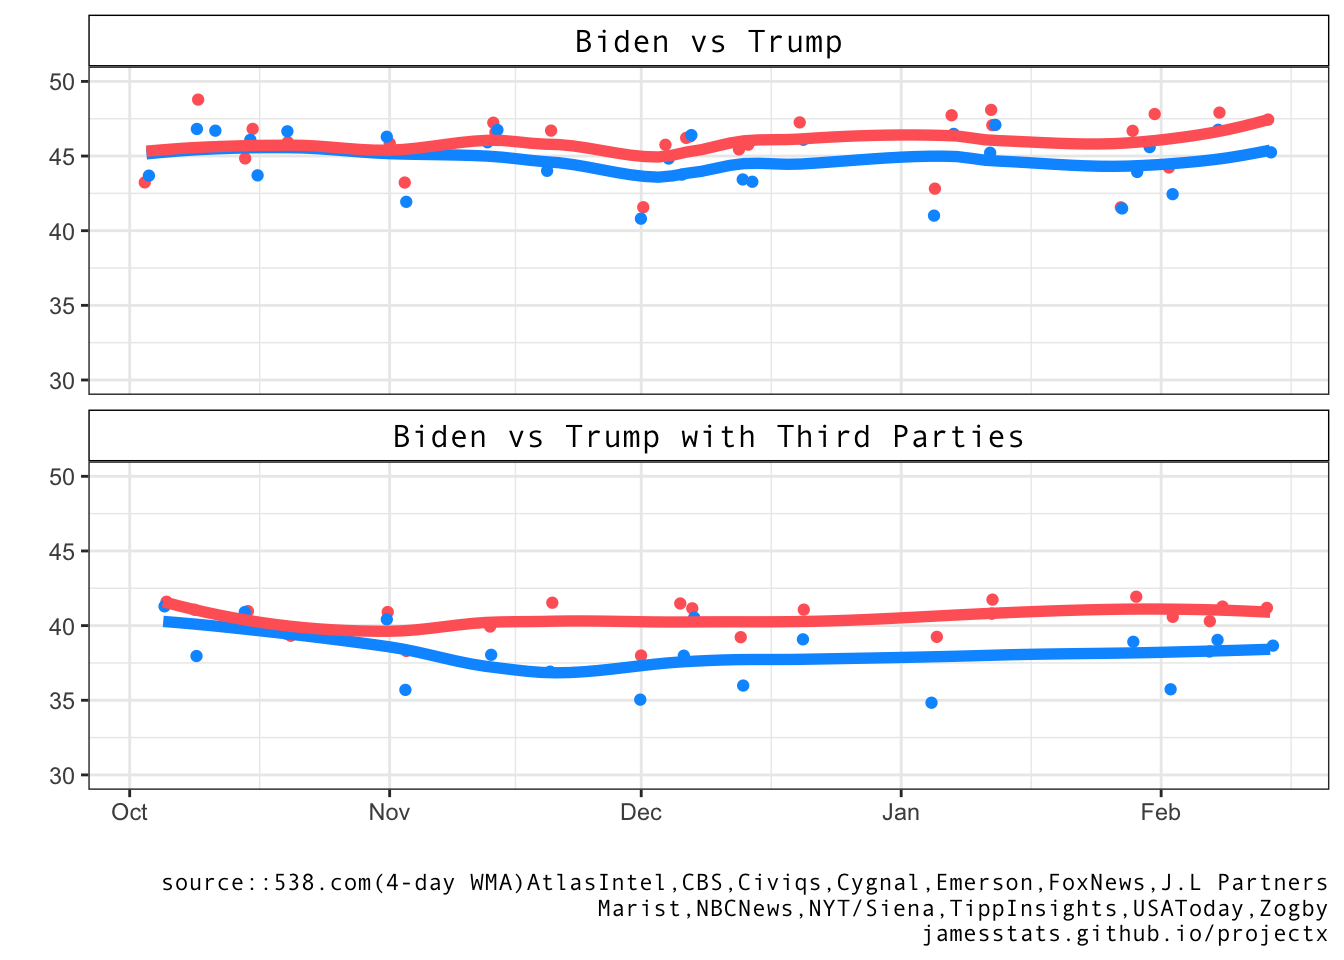 Biden vs Trump
50
45
40
35
30
Biden vs Trump with Third Parties
50
45
40
35
30
Oct Nov Dec Jan Feb
source::538.com(4-day WMA)AtlasIntel,CBS,Civiqs,Cygnal,Emerson,FoxNews,J.L Partners
Marist,NBCNews,NYT/Siena,TippInsights,USAToday,Zogby
jamesstats.github.io/projectx